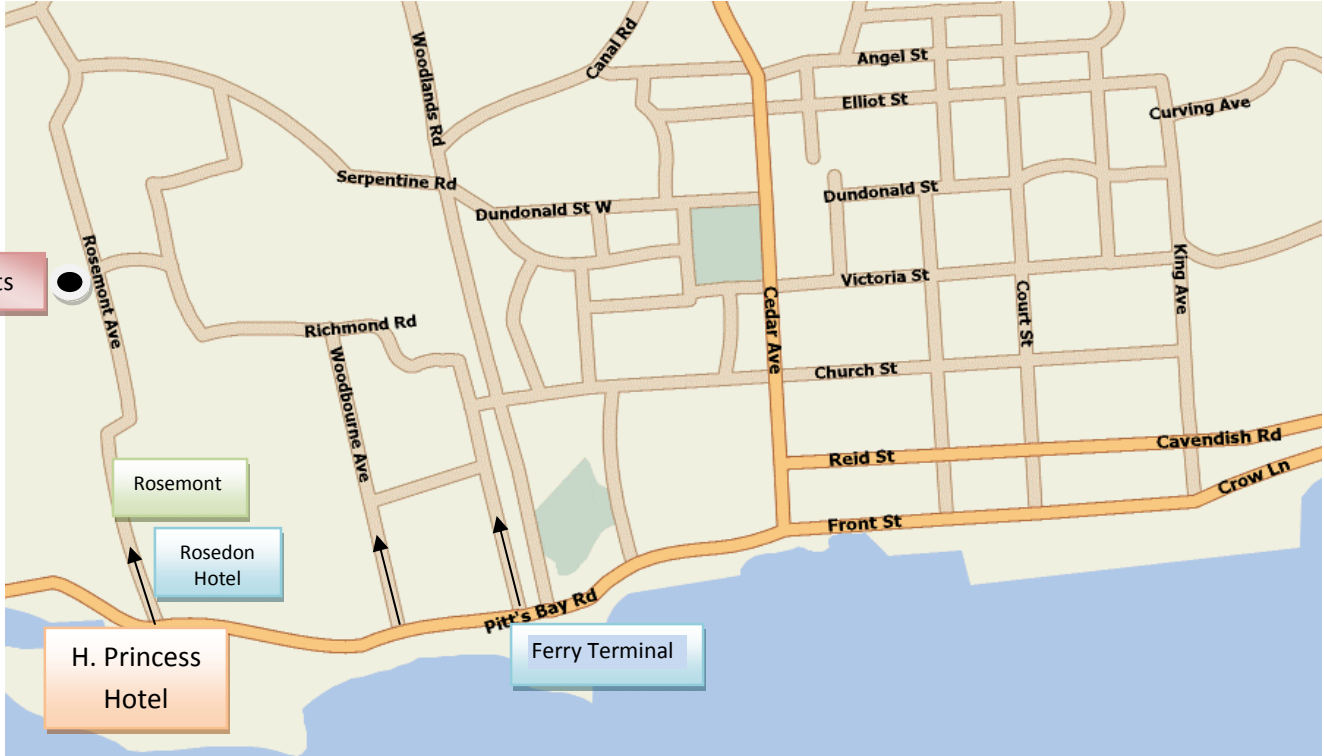 Woodlands Rd
Canal Rd
Angel St
Elliot St
Curving Ave
Serpentine Rd
Dundonald St W
Dundonald St
Rosemont Ave
Victoria St
King Ave
Cedar Ave
Court St
Richmond Rd
Woodbourne Ave
Church St
Reid St
Cavendish Rd
Crow Ln
Front St
Rosemont
Rosedon
Hotel
Pitt's Bay Rd
H. Princess
Hotel
Ferry Terminal